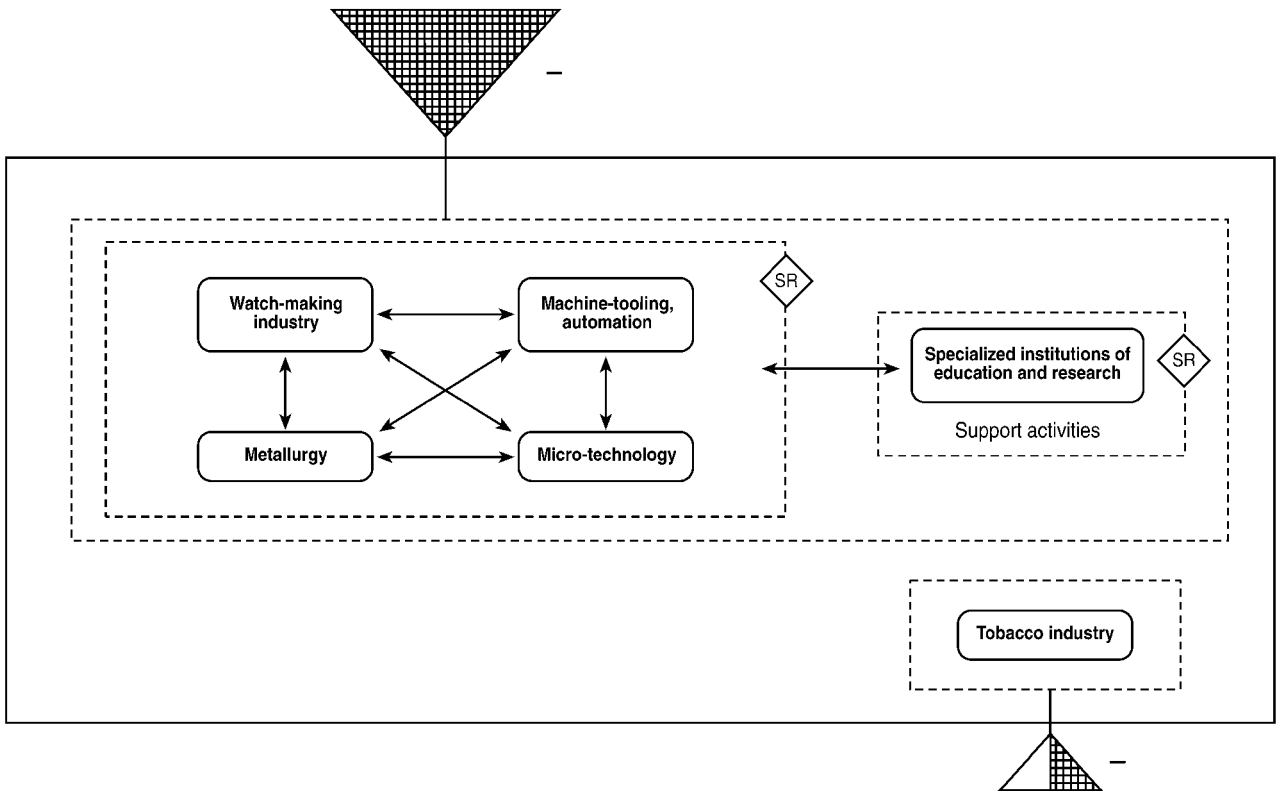 –
Watch-making
industry
Machine-tooling,
automation
SR
Specialized institutions of
education and research
SR
Support activities
Metallurgy
Micro-technology
Tobacco industry
–